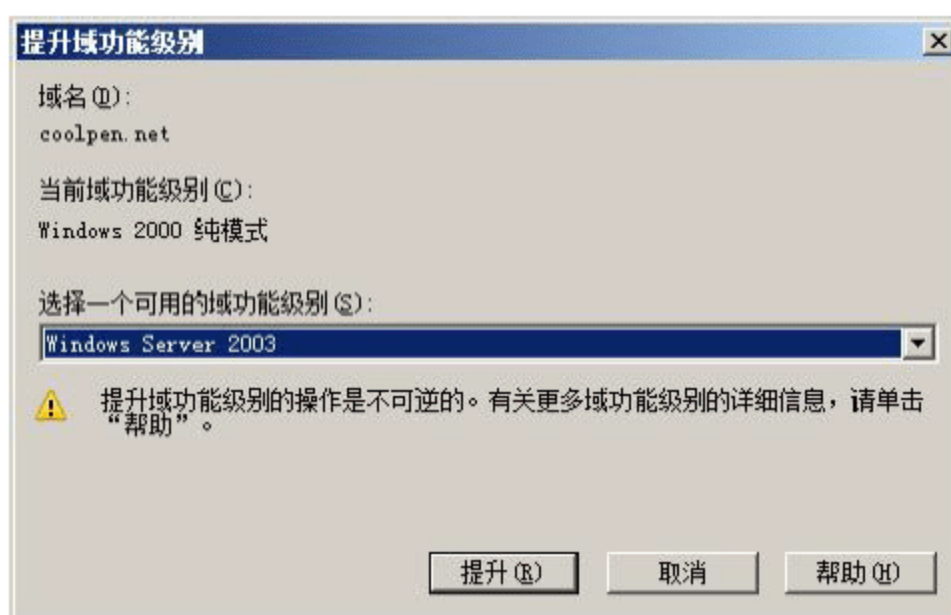 提升域功能级别
域名(D):
coolpen.net
当前域功能级别(C):
Windows 2000 纯模式
选择一个可用的域功能级别(S):
Windows Server 2003
提升域功能级别的操作是不可逆的。有关更多域功能级别的详细信息，请单击
“帮助”。
提升(R) 取消 帮助(H)